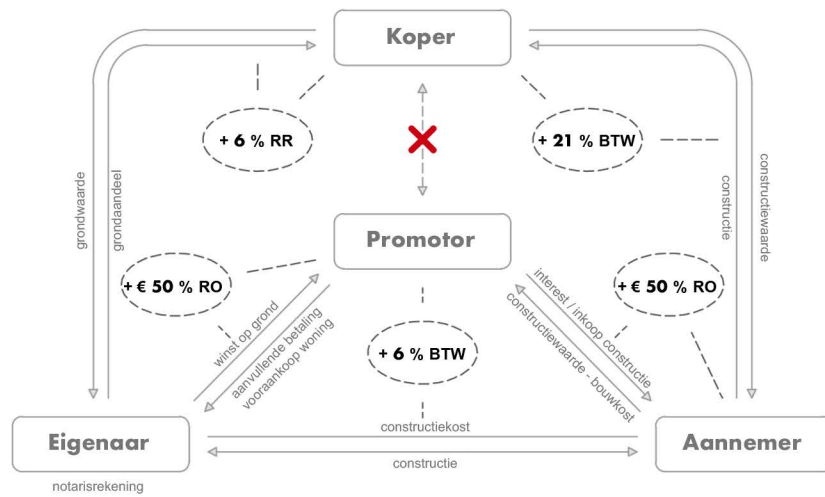 Koper
+ 6 % RR
+ 21 % BTW
grondwaarde
grondaandeel
constructie
constructiewaarde
Promotor
+ € 50 % RO
+ € 50 % RO
winst op grond
aanvullende betaling
vooraankoop woning
+ 6 % BTW
interest / inkoop constructie
constructiewaarde - bouwkost
Eigenaar
constructiekost
constructie
Aannemer
notarisrekening